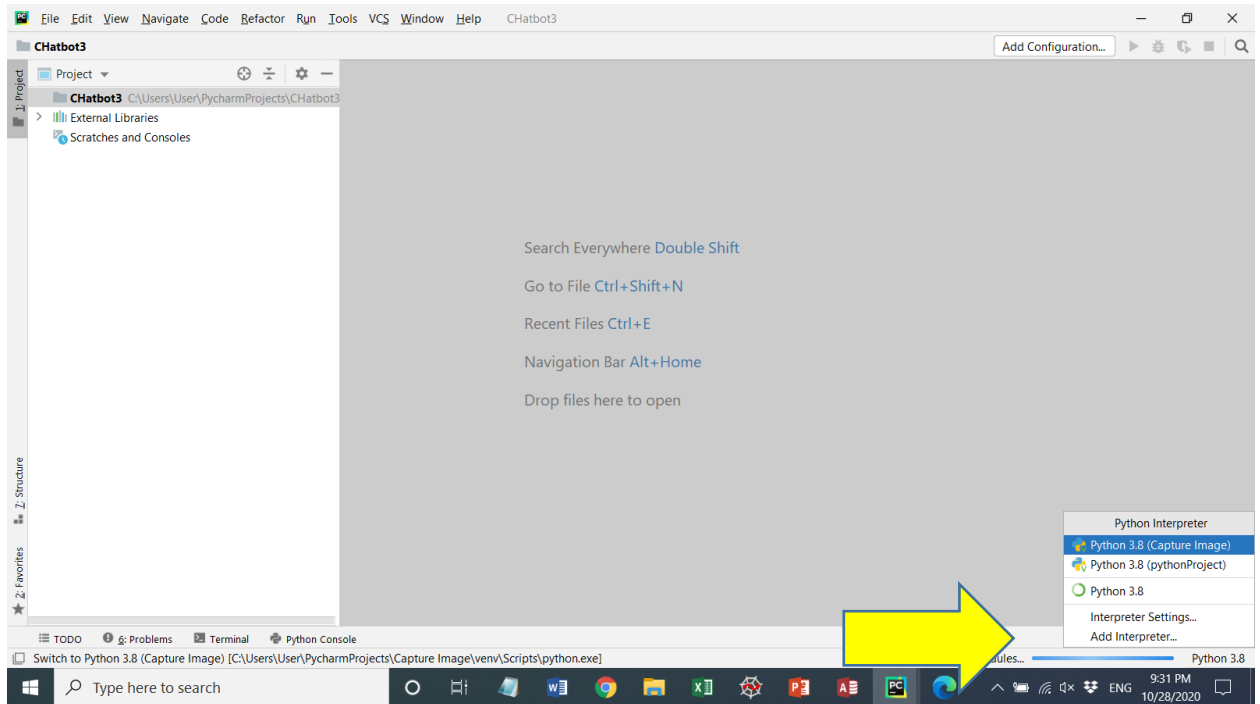 File Edit View Navigate Code Refactor Run Tools VCS Window Help CHatbot3
CHatbot3
Add Configuration...
1: Project
Project
CHatbot3 C:\Users\User\PycharmProjects\CHatbot3
External Libraries
Scratches and Consoles
Search Everywhere Double Shift
Go to File Ctrl+Shift+N
Recent Files Ctrl+E
Navigation Bar Alt+Home
Drop files here to open
Z: Structure
2: Favorites
Python Interpreter
Python 3.8 (Capture Image)
Python 3.8 (pythonProject)
Python 3.8
Interpreter Settings...
Add Interpreter...
TODO 6: Problems Terminal Python Console
Switch to Python 3.8 (Capture Image) [C:\Users\User\PycharmProjects\Capture Image\venv\Scripts\python.exe] Python 3.8
Type here to search
ENG
9:31 PM
10/28/2020